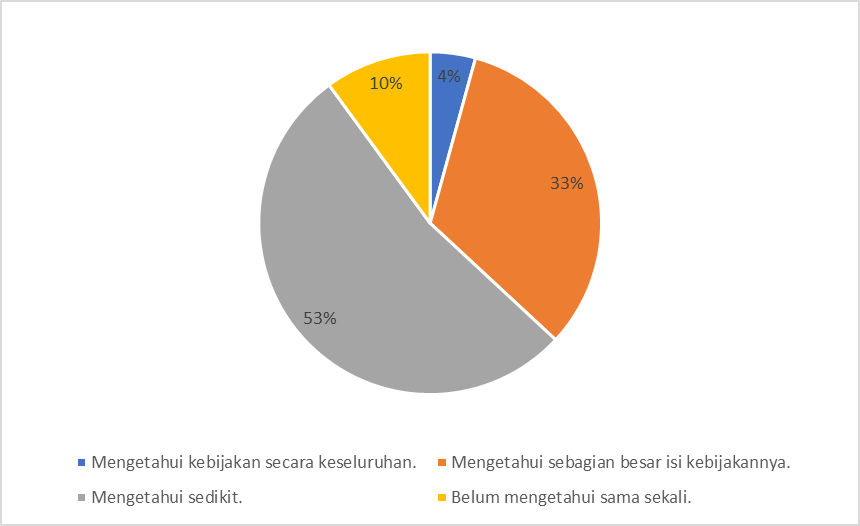 4%
10%
33%
53%
Mengetahui kebijakan secara keseluruhan.
Mengetahui sebagian besar isi kebijakannya.
Mengetahui sedikit.
Belum mengetahui sama sekali.